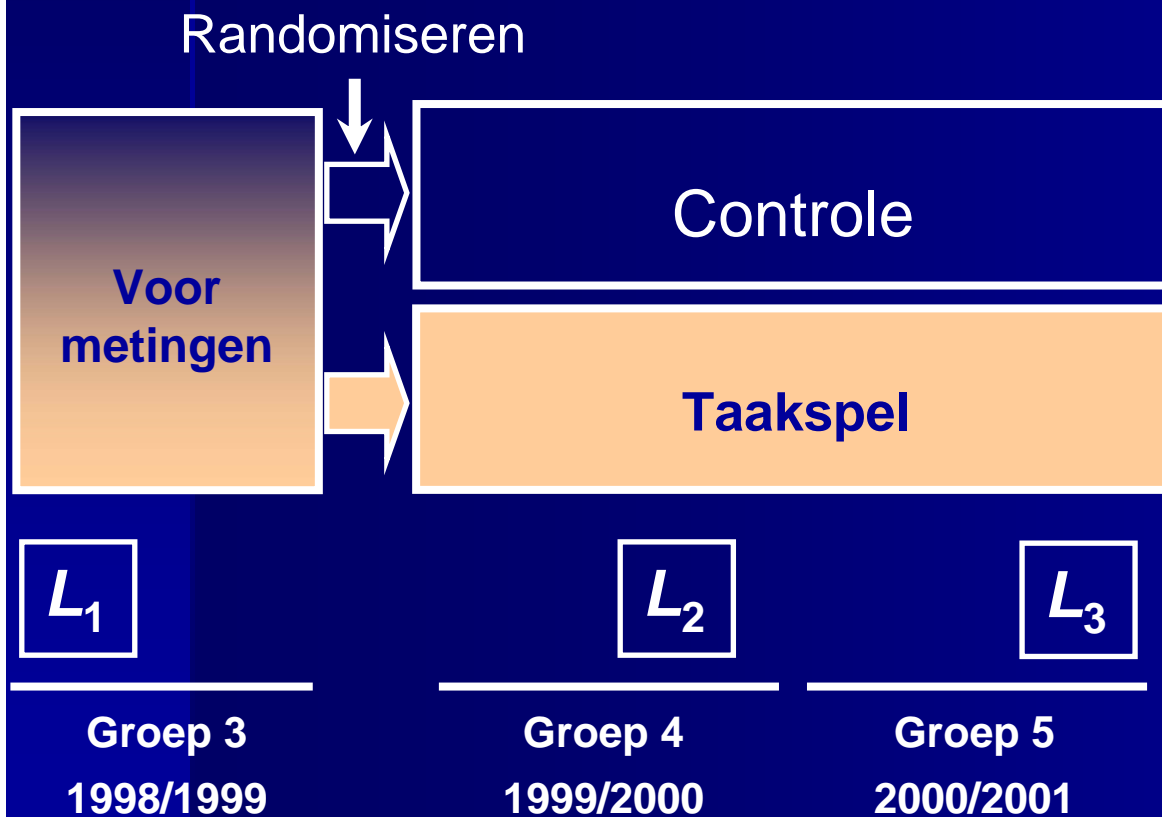 Randomiseren
Controle
Voor
metingen
Taakspel
L1
L2
L3
Groep 3
Groep 4
Groep 5
1998/1999
1999/2000
2000/2001